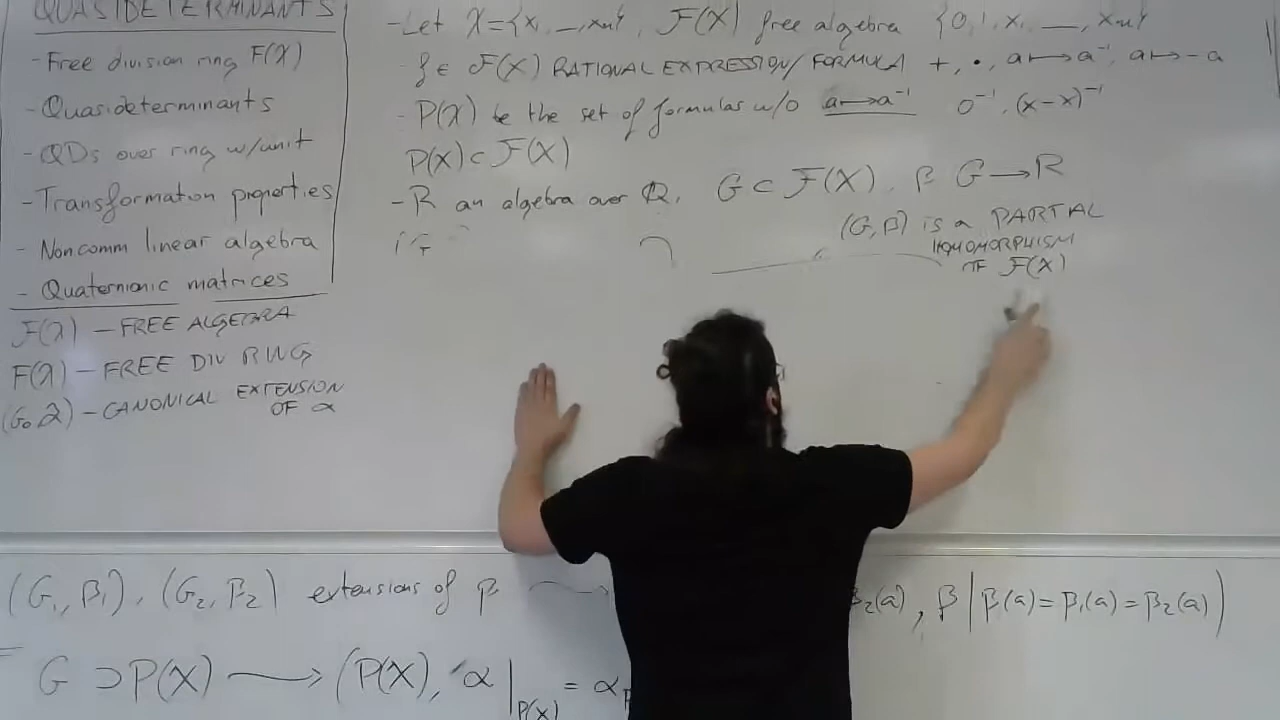 QUASIDETERMINANTS
- Free division ring F(X)
- Quasideterminants
- QDs over ring w/unit
- Transformation properties
- Noncomm linear algebra
- Quaternionic matrices
F(X) — FREE ALGEBRA
F(X) — FREE DIV RING
(G₀ α̃) - CANONICAL EXTENSION OF α
- Let X = {x₁ _, xₘ}, F(X) free algebra {0, 1, x₁ _, xₘ}
- f ∈ F(X) RATIONAL EXPRESSION/FORMULA +, •, a ↦ a⁻¹, a ↦ -a
- P(X) be the set of formulas w/o a ↦ a⁻¹ 0⁻¹, (x-x)⁻¹
P(X) ⊂ F(X)
- R an algebra over Q, G ⊂ F(X), β G → R
(G, β) is a PARTIAL
HOMOMORPHISM
OF F(X)
if
(G₁, β₁), (G₂, β₂) extensions of β β₂(a), β | β(a) = β₁(a) = β₂(a))
G ⊃ P(X) ⟶ (P(X), α|P(X) = α